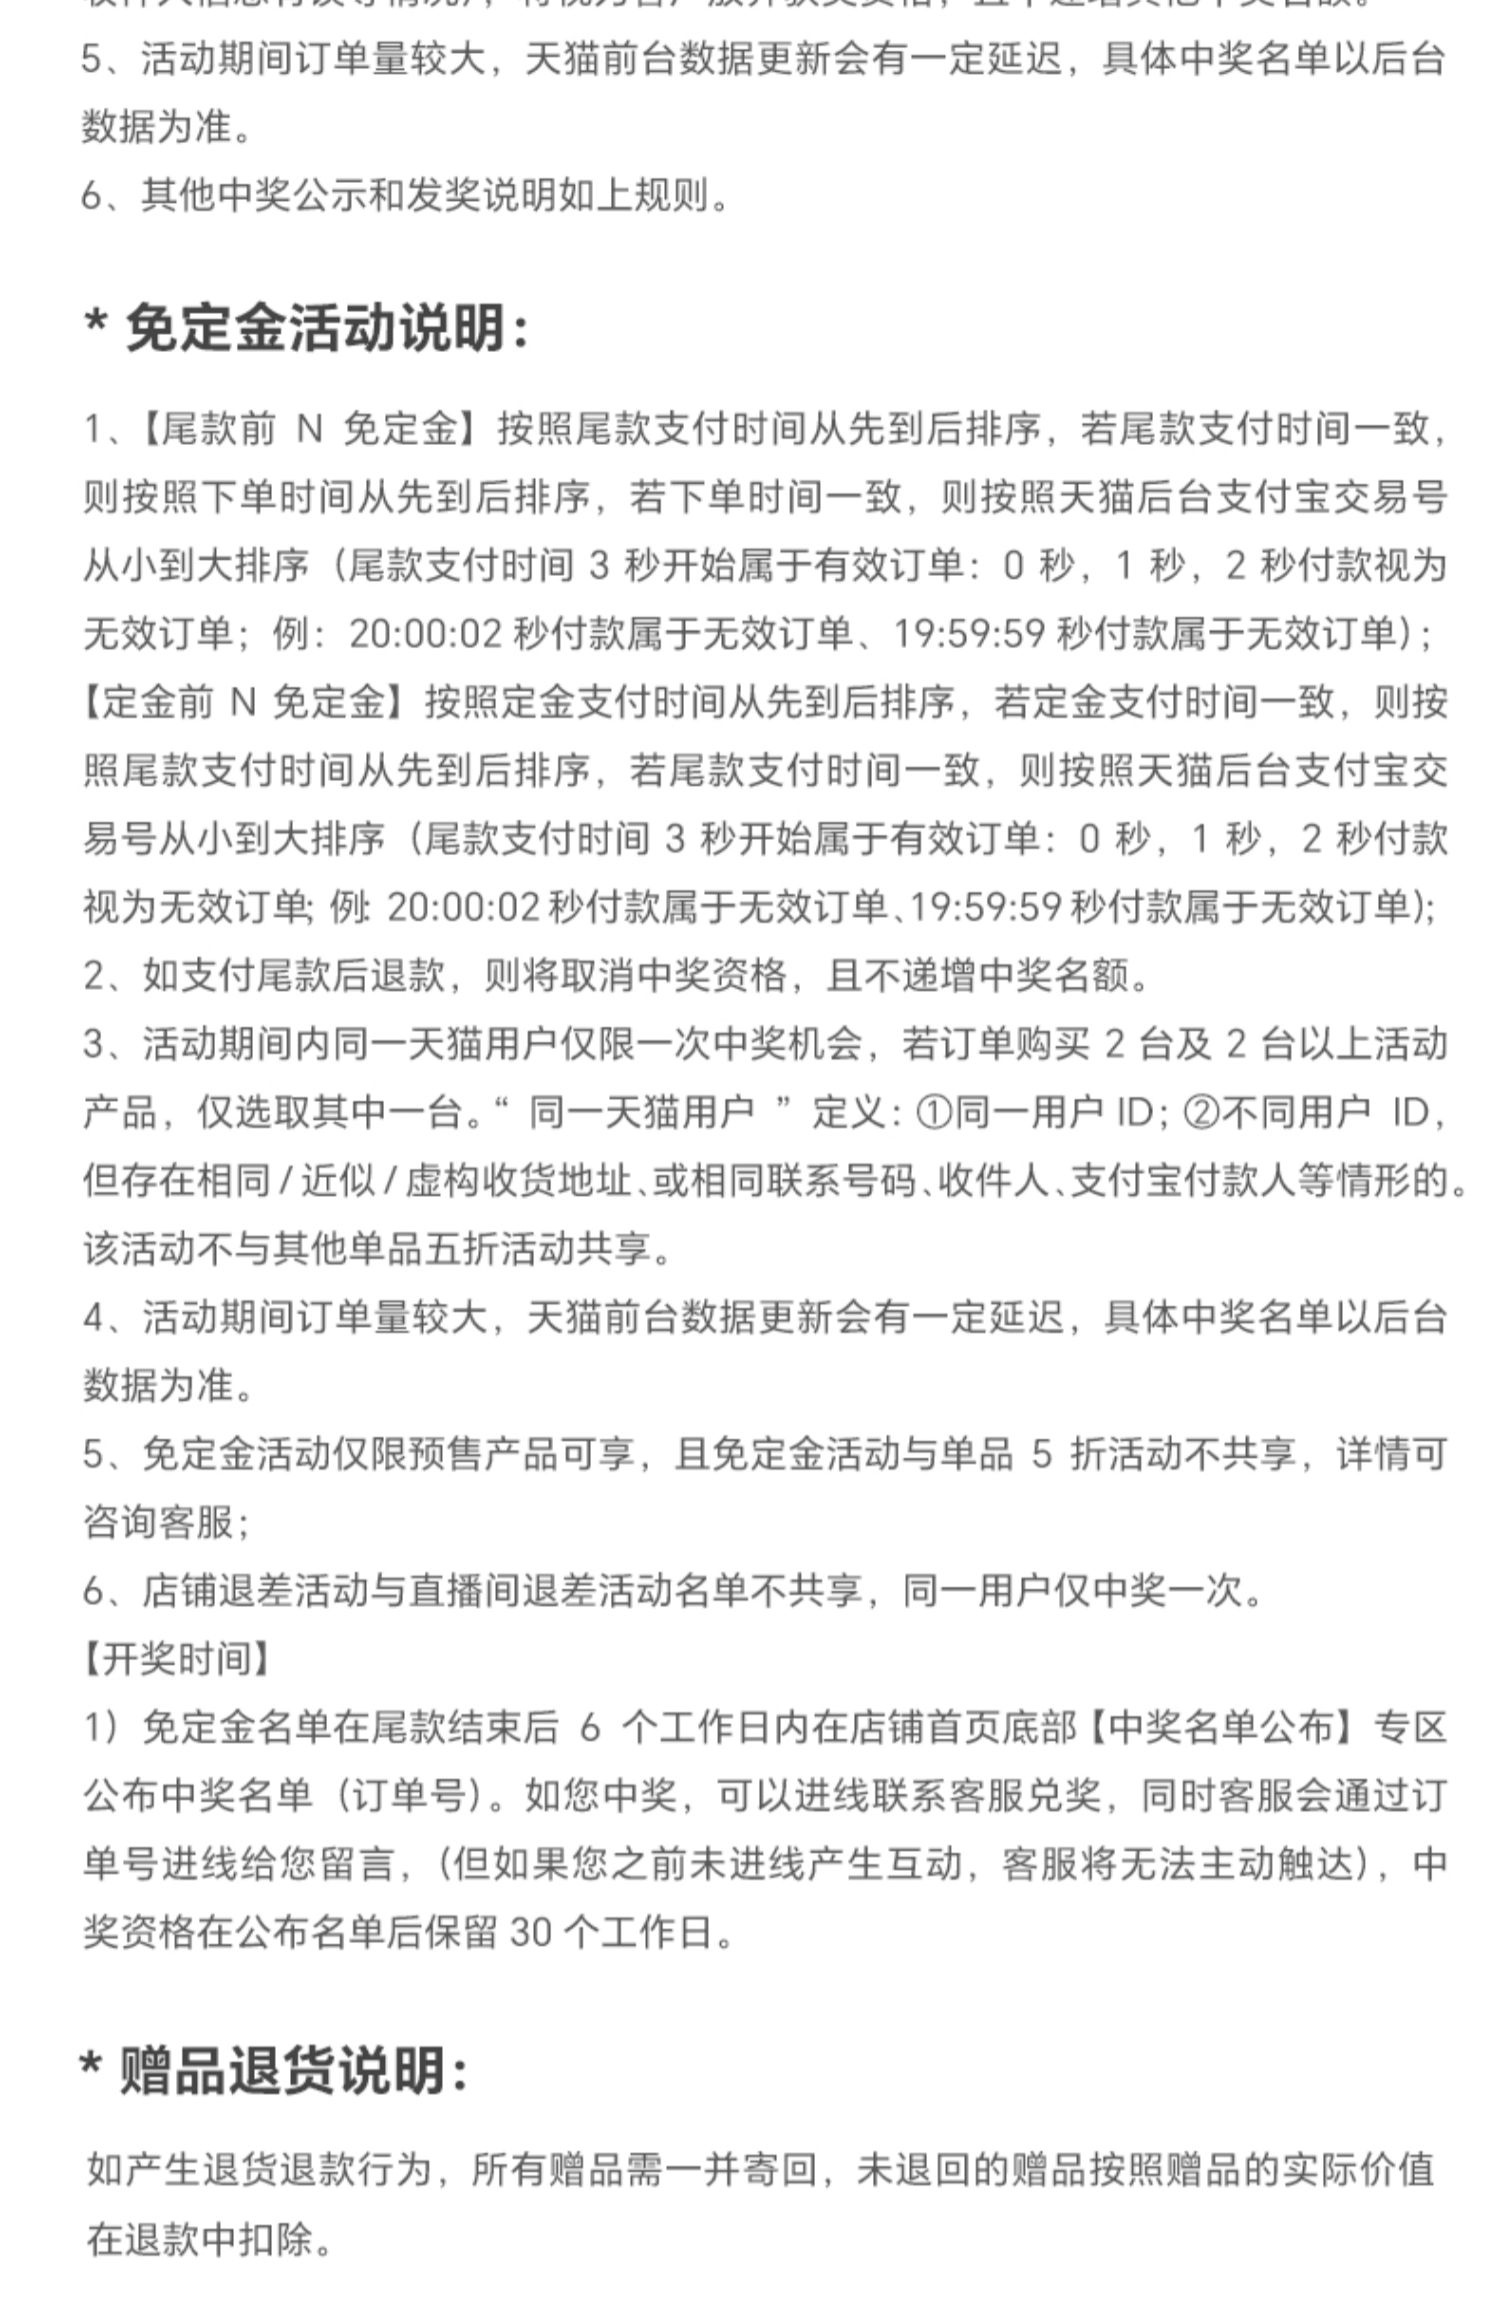 5、活动期间订单量较大，天猫前台数据更新会有一定延迟，具体中奖名单以后台
数据为准。
6、其他中奖公示和发奖说明如上规则。
* 免定金活动说明：
1、【尾款前 N 免定金】按照尾款支付时间从先到后排序，若尾款支付时间一致，
则按照下单时间从先到后排序，若下单时间一致，则按照天猫后台支付宝交易号
从小到大排序（尾款支付时间 3 秒开始属于有效订单：0 秒，1 秒，2 秒付款视为
无效订单；例：20:00:02 秒付款属于无效订单、19:59:59 秒付款属于无效订单）；
【定金前 N 免定金】按照定金支付时间从先到后排序，若定金支付时间一致，则按
照尾款支付时间从先到后排序，若尾款支付时间一致，则按照天猫后台支付宝交
易号从小到大排序（尾款支付时间 3 秒开始属于有效订单：0 秒，1 秒，2 秒付款
视为无效订单；例：20:00:02 秒付款属于无效订单、19:59:59 秒付款属于无效订单）；
2、如支付尾款后退款，则将取消中奖资格，且不递增中奖名额。
3、活动期间内同一天猫用户仅限一次中奖机会，若订单购买 2 台及 2 台以上活动
产品，仅选取其中一台。“ 同一天猫用户 ” 定义：①同一用户 ID；②不同用户 ID，
但存在相同 / 近似 / 虚构收货地址、或相同联系号码、收件人、支付宝付款人等情形的。
该活动不与其他单品五折活动共享。
4、活动期间订单量较大，天猫前台数据更新会有一定延迟，具体中奖名单以后台
数据为准。
5、免定金活动仅限预售产品可享，且免定金活动与单品 5 折活动不共享，详情可
咨询客服；
6、店铺退差活动与直播间退差活动名单不共享，同一用户仅中奖一次。
【开奖时间】
1）免定金名单在尾款结束后 6 个工作日内在店铺首页底部【中奖名单公布】专区
公布中奖名单（订单号）。如您中奖，可以进线联系客服兑奖，同时客服会通过订
单号进线给您留言，（但如果您之前未进线产生互动，客服将无法主动触达），中
奖资格在公布名单后保留 30 个工作日。
* 赠品退货说明：
如产生退货退款行为，所有赠品需一并寄回，未退回的赠品按照赠品的实际价值
在退款中扣除。